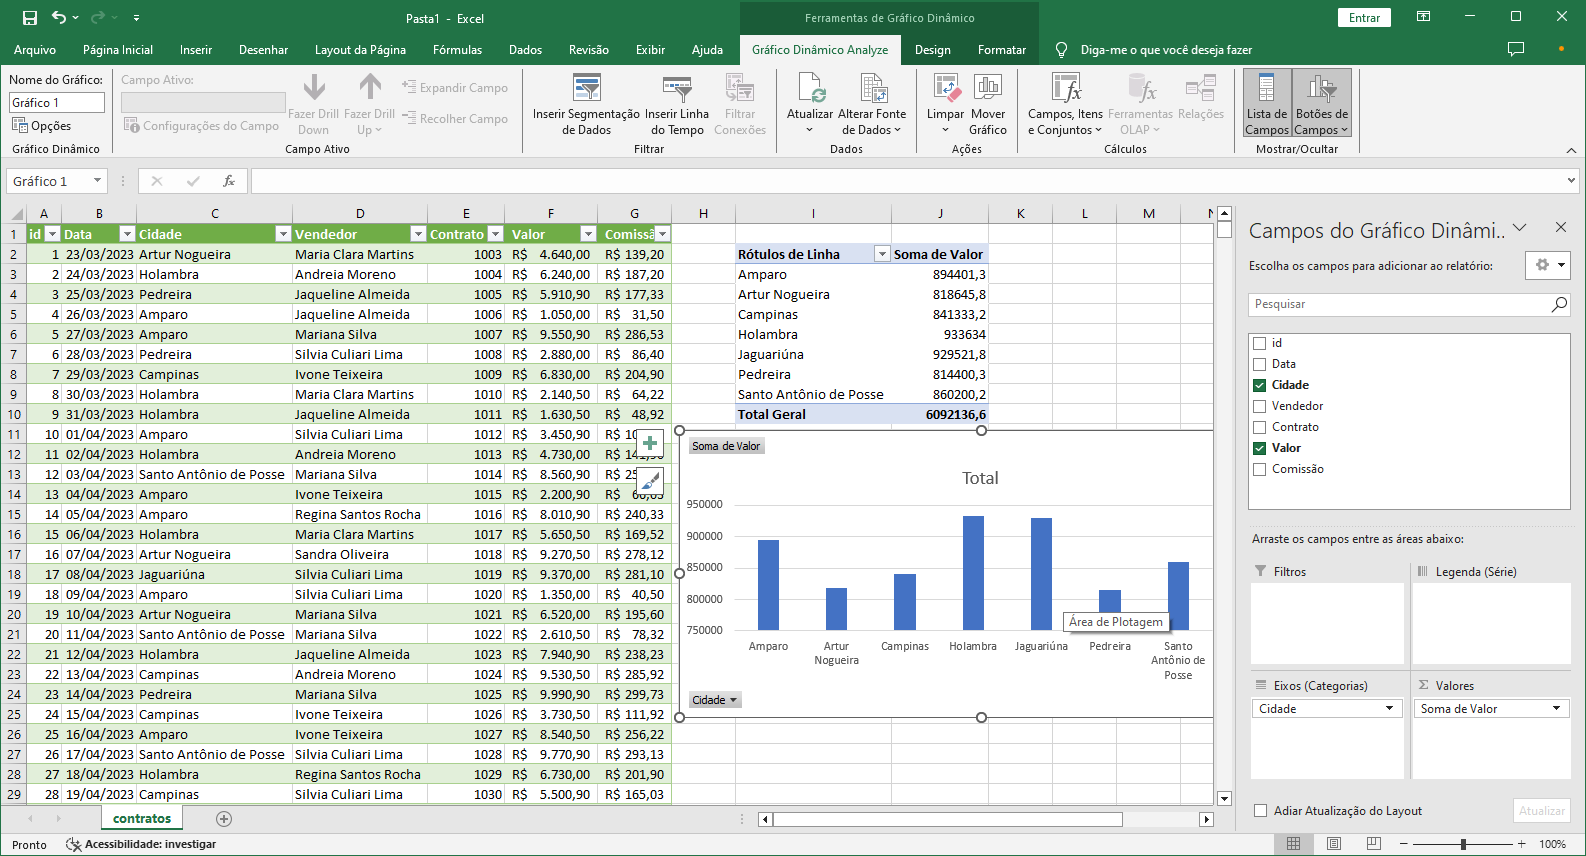 Pasta1 - Excel
Ferramentas de Gráfico Dinâmico
Entrar
Arquivo Página Inicial Inserir Desenhar Layout da Página Fórmulas Dados Revisão Exibir Ajuda Gráfico Dinâmico Analyze Design Formatar Diga-me o que você deseja fazer
Nome do Gráfico:
Gráfico 1
Opções
Gráfico Dinâmico
Campo Ativo:
Configurações do Campo
Fazer Drill Down
Fazer Drill Up
Expandir Campo
Recolher Campo
Campo Ativo
Inserir Segmentação de Dados
Inserir Linha do Tempo
Filtrar Conexões
Filtrar
Atualizar
Alterar Fonte de Dados
Dados
Limpar
Mover Gráfico
Ações
Campos, Itens e Conjuntos
Ferramentas OLAP
Relações
Cálculos
Lista de Campos
Botões de Campos
Mostrar/Ocultar
Gráfico 1
fx
A B C D E F G H I J K L M
1 id Data Cidade Vendedor Contrato Valor
2 1 23/03/2023 Artur Nogueira Maria Clara Martins 1003 R$ 4.640,00 R$ 139,20
3 2 24/03/2023 Holambra Andreia Moreno 1004 R$ 6.240,00 R$ 187,20
4 3 25/03/2023 Pedreira Jaqueline Almeida 1005 R$ 5.910,90 R$ 177,33
5 4 26/03/2023 Amparo Jaqueline Almeida 1006 R$ 1.050,00 R$ 31,50
6 5 27/03/2023 Amparo Mariana Silva 1007 R$ 9.550,90 R$ 286,53
7 6 28/03/2023 Pedreira Silvia Culiari Lima 1008 R$ 2.880,00 R$ 86,40
8 7 29/03/2023 Campinas Ivone Teixeira 1009 R$ 6.830,00 R$ 204,90
9 8 30/03/2023 Holambra Maria Clara Martins 1010 R$ 2.140,50 R$ 64,22
10 9 31/03/2023 Holambra Jaqueline Almeida 1011 R$ 1.630,50 R$ 48,92
11 10 01/04/2023 Amparo Silvia Culiari Lima 1012 R$ 3.450,90 R$
12 11 02/04/2023 Holambra Andreia Moreno 1013 R$ 4.730,00 R$
13 12 03/04/2023 Santo Antônio de Posse Mariana Silva 1014 R$ 8.560,90 R$
14 13 04/04/2023 Amparo Ivone Teixeira 1015 R$ 2.200,90 R$
15 14 05/04/2023 Amparo Regina Santos Rocha 1016 R$ 8.010,90 R$ 240,33
16 15 06/04/2023 Holambra Maria Clara Martins 1017 R$ 5.650,50 R$ 169,52
17 16 07/04/2023 Artur Nogueira Sandra Oliveira 1018 R$ 9.270,50 R$ 278,12
18 17 08/04/2023 Jaguariúna Silvia Culiari Lima 1019 R$ 9.370,00 R$ 281,10
19 18 09/04/2023 Amparo Silvia Culiari Lima 1020 R$ 1.350,00 R$ 40,50
20 19 10/04/2023 Artur Nogueira Mariana Silva 1021 R$ 6.520,00 R$ 195,60
21 20 11/04/2023 Santo Antônio de Posse Mariana Silva 1022 R$ 2.610,50 R$ 78,32
22 21 12/04/2023 Holambra Jaqueline Almeida 1023 R$ 7.940,90 R$ 238,23
23 22 13/04/2023 Campinas Andreia Moreno 1024 R$ 9.530,50 R$ 285,92
24 23 14/04/2023 Pedreira Mariana Silva 1025 R$ 9.990,90 R$ 299,73
25 24 15/04/2023 Campinas Ivone Teixeira 1026 R$ 3.730,50 R$ 111,92
26 25 16/04/2023 Amparo Ivone Teixeira 1027 R$ 8.540,50 R$ 256,22
27 26 17/04/2023 Santo Antônio de Posse Silvia Culiari Lima 1028 R$ 9.770,90 R$ 293,13
28 27 18/04/2023 Holambra Regina Santos Rocha 1029 R$ 6.730,00 R$ 201,90
29 28 19/04/2023 Campinas Silvia Culiari Lima 1030 R$ 5.500,90 R$ 165,03
Rótulos de Linha Soma de Valor
Amparo 894401,3
Artur Nogueira 818645,8
Campinas 841333,2
Holambra 933634
Jaguariúna 929521,8
Pedreira 814400,3
Santo Antônio de Posse 860200,2
Total Geral 6092136,6
Soma de Valor
Total
950000
900000
850000
800000
750000
Área de Plotagem
Amparo Artur Nogueira Campinas Holambra Jaguariúna Pedreira Santo Antônio de Posse
Cidade
Campos do Gráfico Dinâmi..
Escolha os campos para adicionar ao relatório:
Pesquisar
id
Data
Cidade
Vendedor
Contrato
Valor
Comissão
Arraste os campos entre as áreas abaixo:
Filtros
Legenda (Série)
Eixos (Categorias)
Σ Valores
Cidade
Soma de Valor
Adiar Atualização do Layout
Atualizar
contratos
Pronto
Acessibilidade: investigar
100%